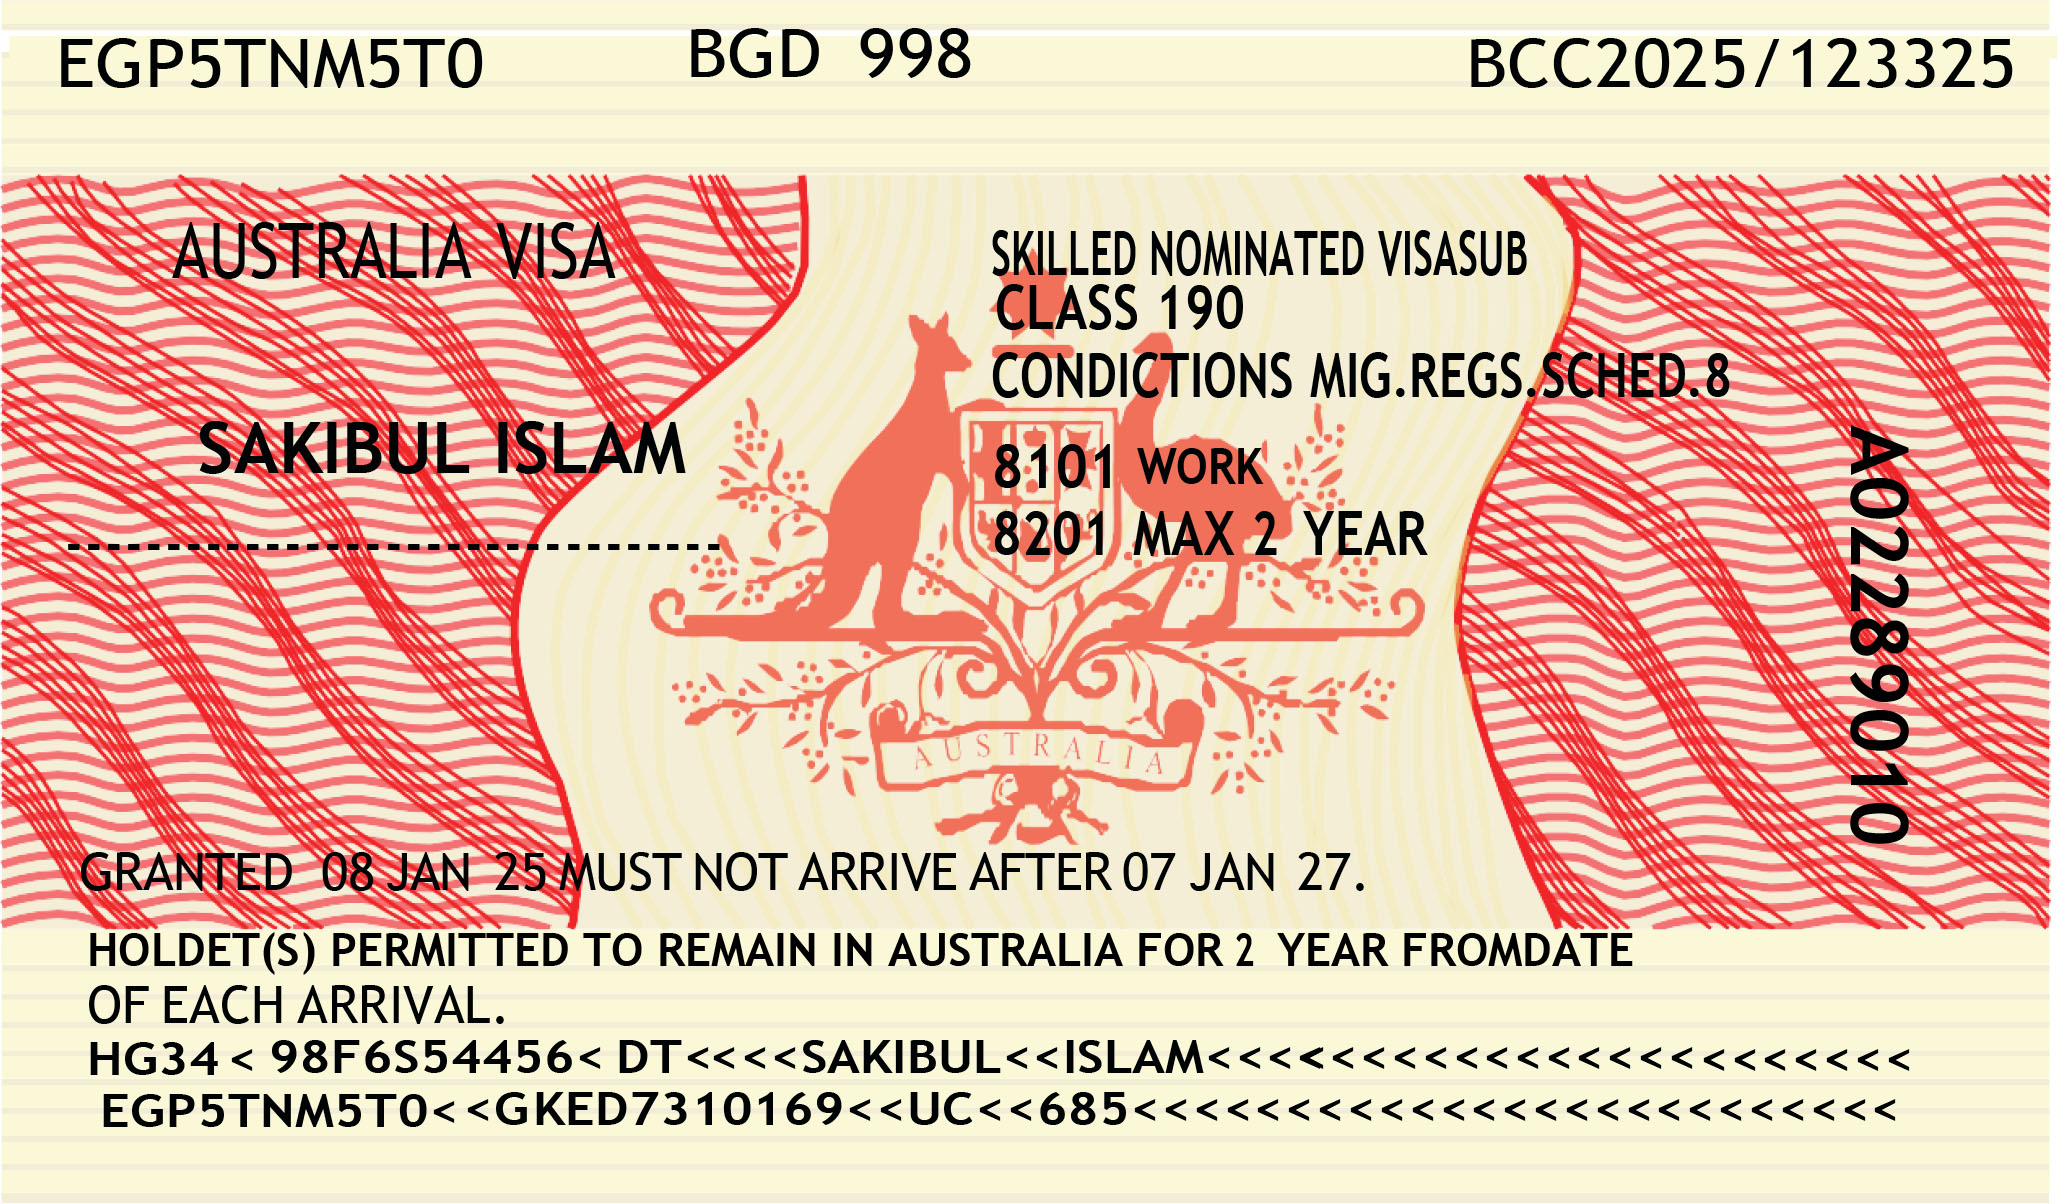 EGP5TNM5T0 BGD 998 BCC2025/123325
AUSTRALIA VISA
SKILLED NOMINATED VISASUB
CLASS 190
CONDICTIONS MIG.REGS.SCHED.8
SAKIBUL ISLAM
8101 WORK
8201 MAX 2 YEAR
--------------------------------
A02289010
AUSTRALIA
GRANTED 08 JAN 25 MUST NOT ARRIVE AFTER 07 JAN 27.
HOLDET(S) PERMITTED TO REMAIN IN AUSTRALIA FOR 2 YEAR FROMDATE
OF EACH ARRIVAL.
HG34 < 98F6S54456< DT<<<<SAKIBUL<<ISLAM<<<<<<<<<<<<<<<<<<<<<<<
EGP5TNM5T0<<GKED7310169<<UC<<685<<<<<<<<<<<<<<<<<<<<<<<<